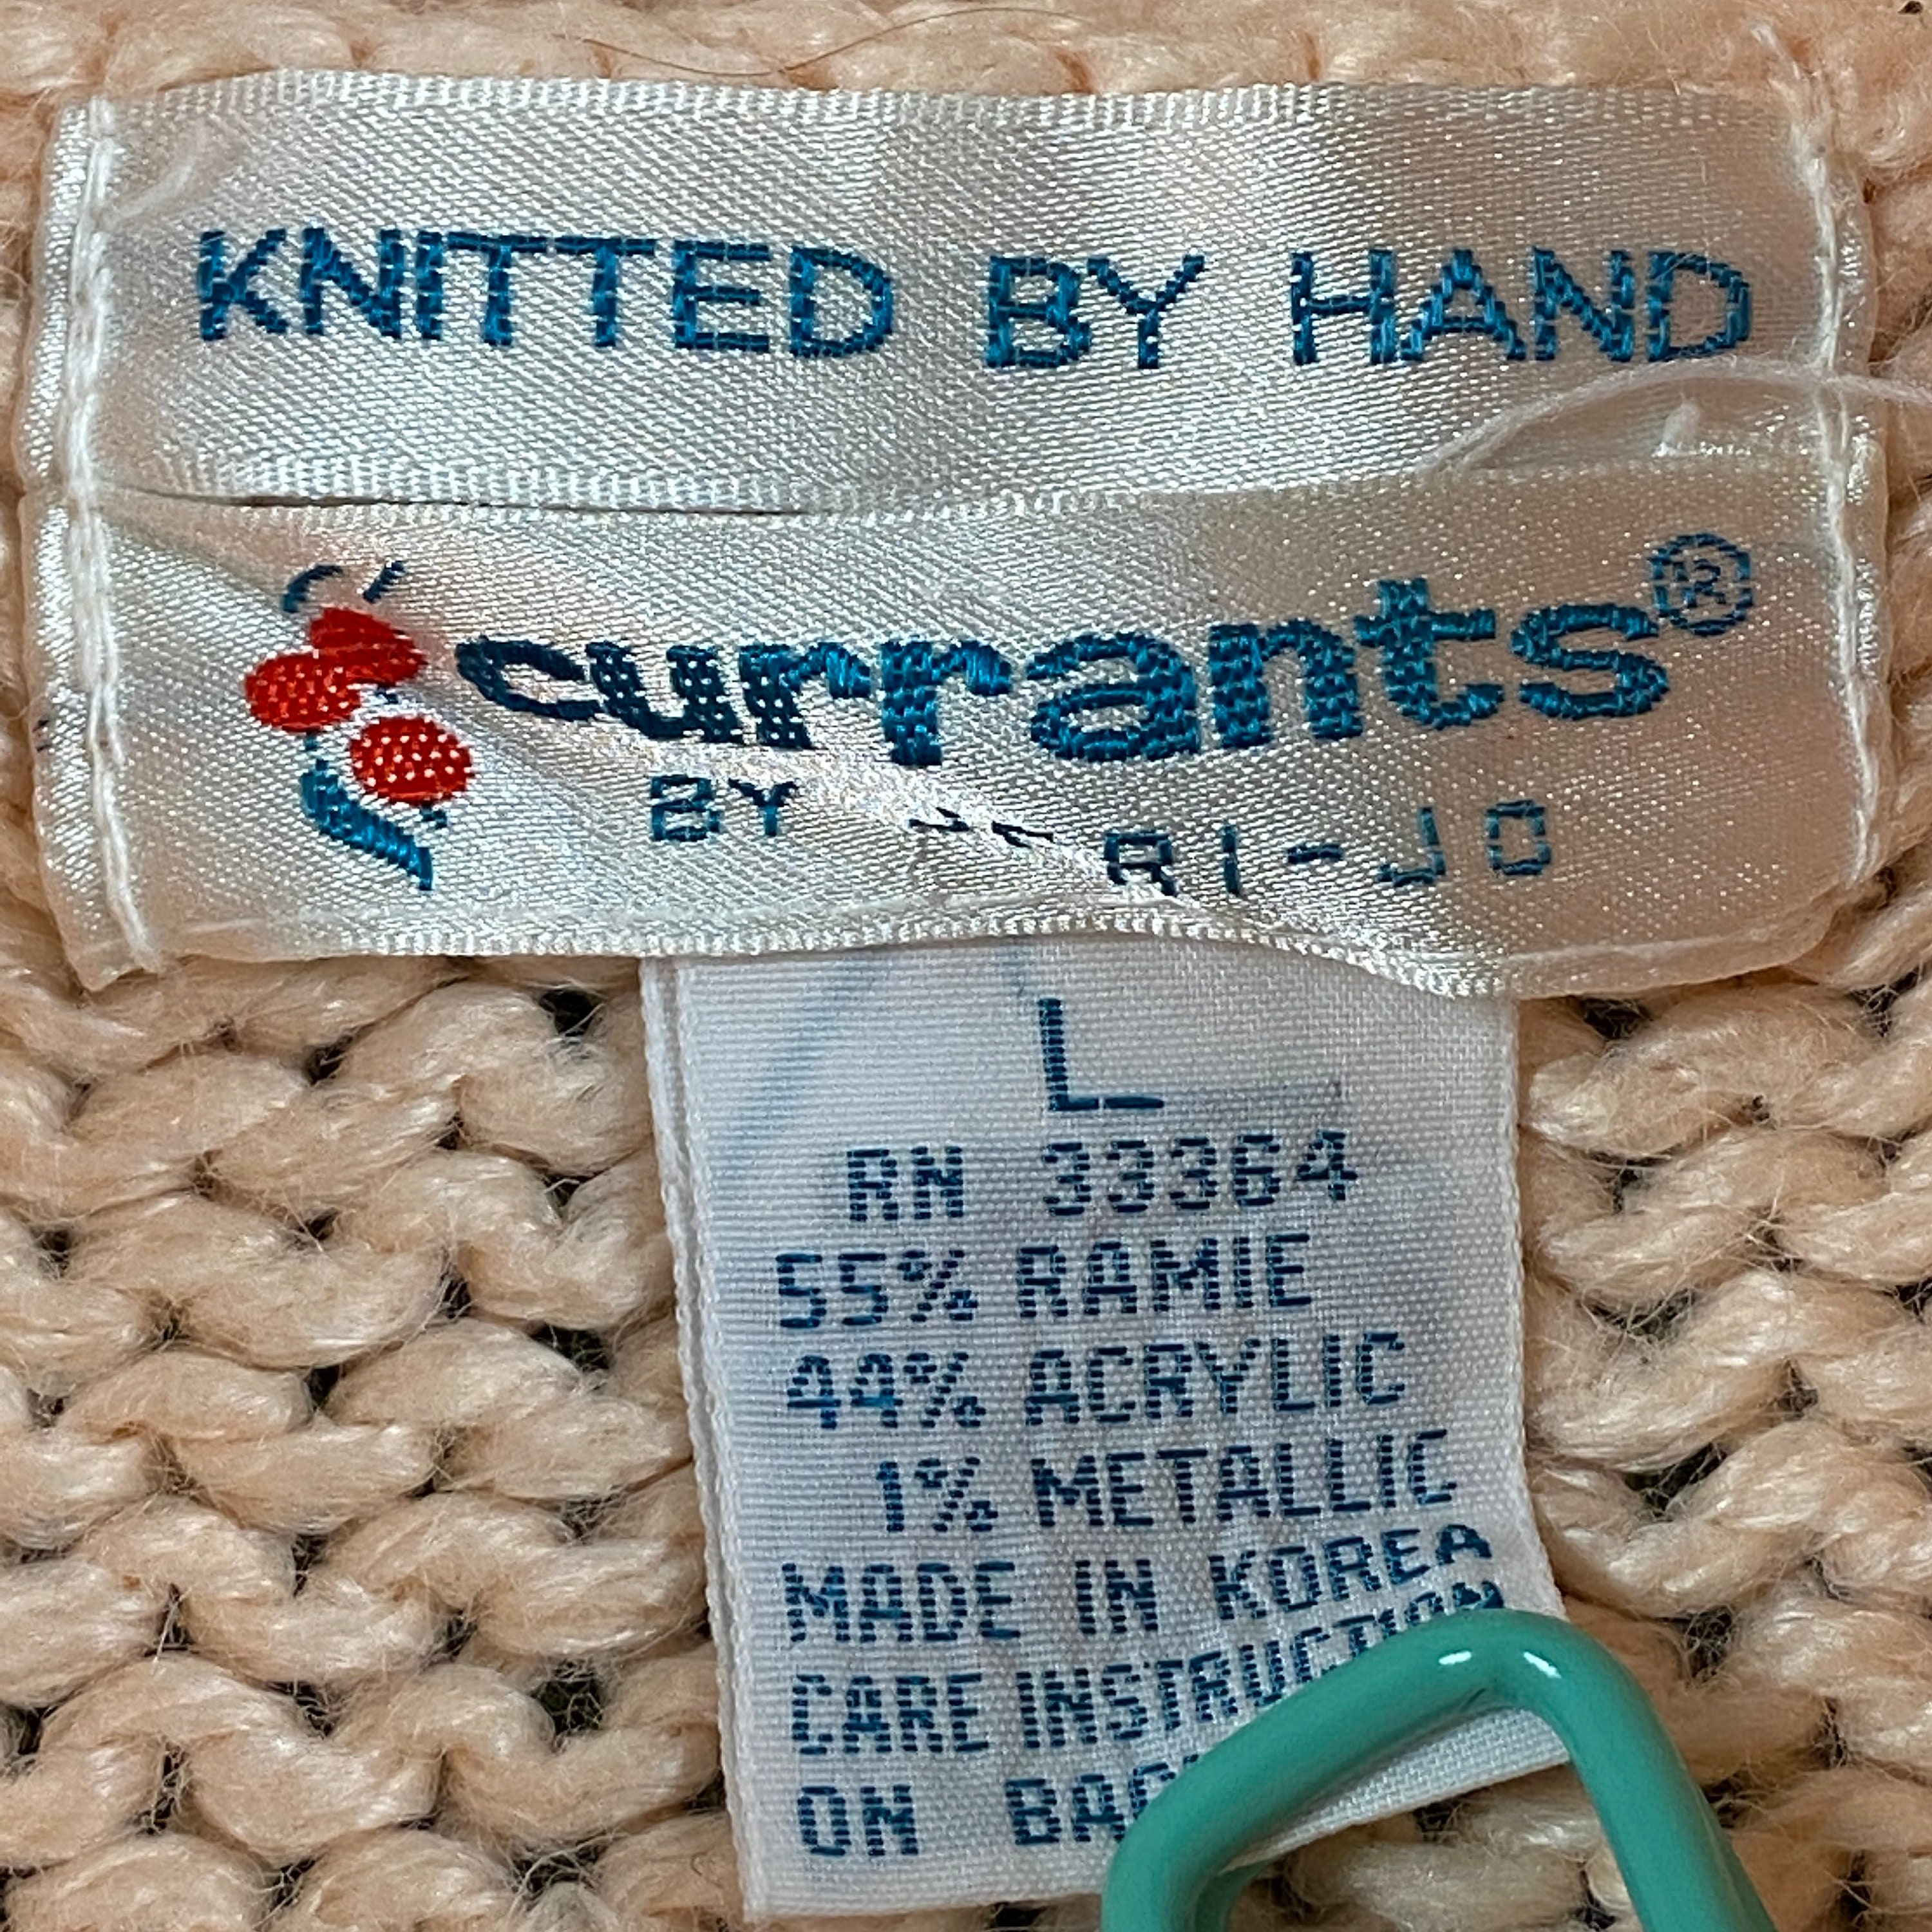 KNITTED BY HAND
currants®
BY
L
RN 33364
55% RAMIE
44% ACRYLIC
1% METALLIC
MADE IN KOREA
CARE INSTRUCTION
ON